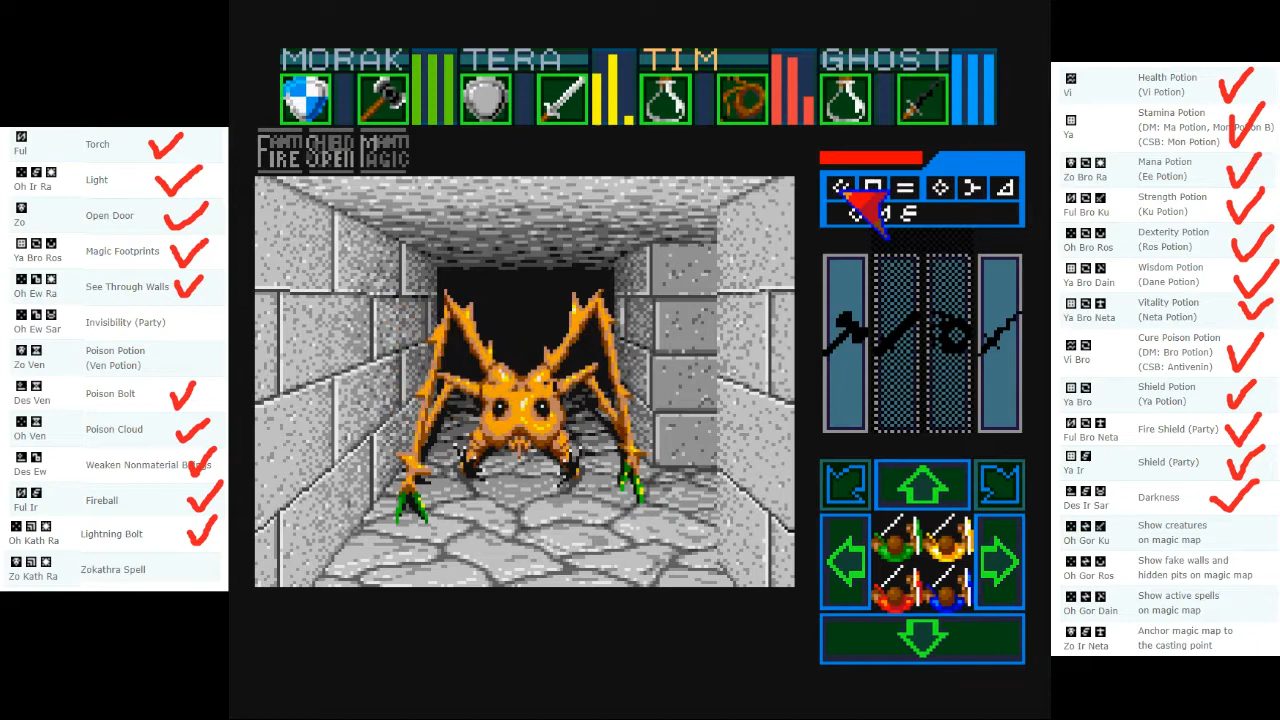 MORAK TERA TIM GHOST
FIRE OPEN MAGIC
Ful Torch
Oh Ir Ra Light
Zo Open Door
Ya Bro Ros Magic Footprints
Oh Ew Ra See Through Walls
Oh Ew Sar Invisibility (Party)
Zo Ven Poison Potion
(Ven Potion)
Des Ven Poison Bolt
Oh Ven Poison Cloud
Des Ew Weaken Nonmaterial
Ful Ir Fireball
Oh Kath Ra Lightning Bolt
Zo Kath Ra Zokathra Spell
Health Potion
Vi (Vi Potion)
Stamina Potion
Ya (DM: Ma Potion, Mon Potion B)
(CSB: Mon Potion)
Mana Potion
Zo Bro Ra (Ee Potion)
Strength Potion
Ful Bro Ku (Ku Potion)
Dexterity Potion
Oh Bro Ros (Ros Potion)
Wisdom Potion
Ya Bro Dain (Dane Potion)
Vitality Potion
Ya Bro Neta (Neta Potion)
Cure Poison Potion
Vi Bro (DM: Bro Potion)
(CSB: Antivenin)
Shield Potion
Ya Bro (Ya Potion)
Ful Bro Neta Fire Shield (Party)
Ya Ir Shield (Party)
Des Ir Sar Darkness
Show creatures
Oh Gor Ku on magic map
Show fake walls and
Oh Gor Ros hidden pits on magic map
Show active spells
Oh Gor Dain on magic map
Anchor magic map to
Zo Ir Neta the casting point